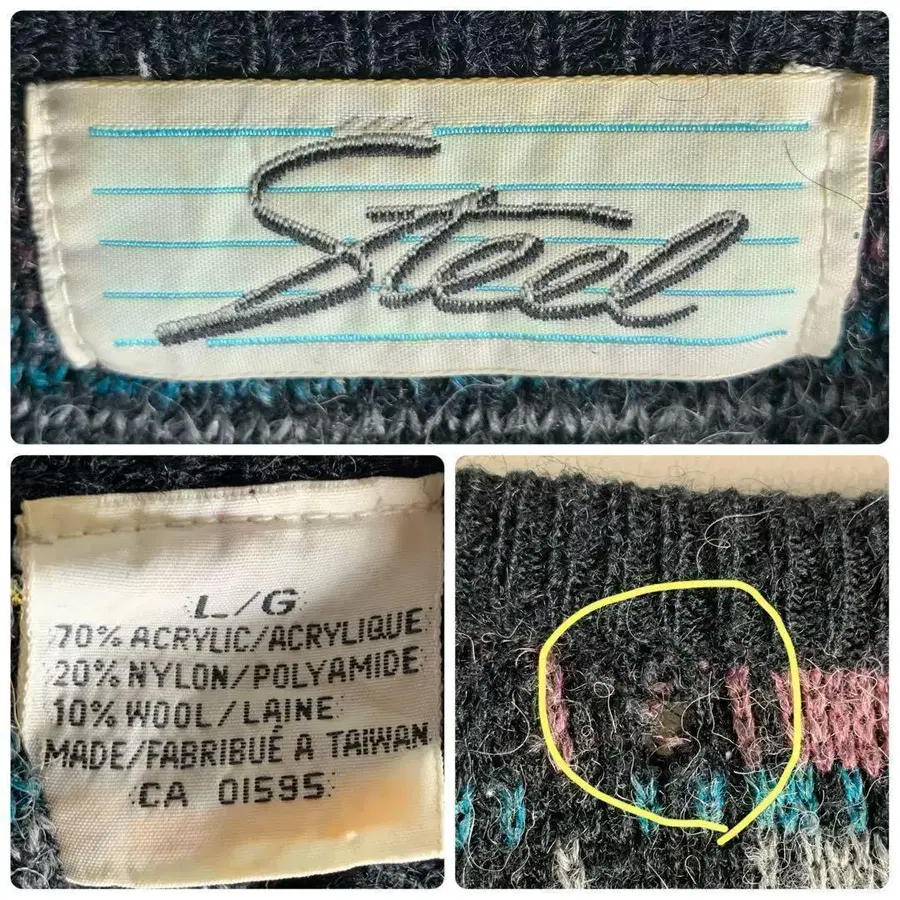 Steel
L/G
70% ACRYLIC/ACRYLIQUE
20% NYLON/POLYAMIDE
10% WOOL/LAINE
MADE/FABRIBUÉ A TAIWAN
CA 01595